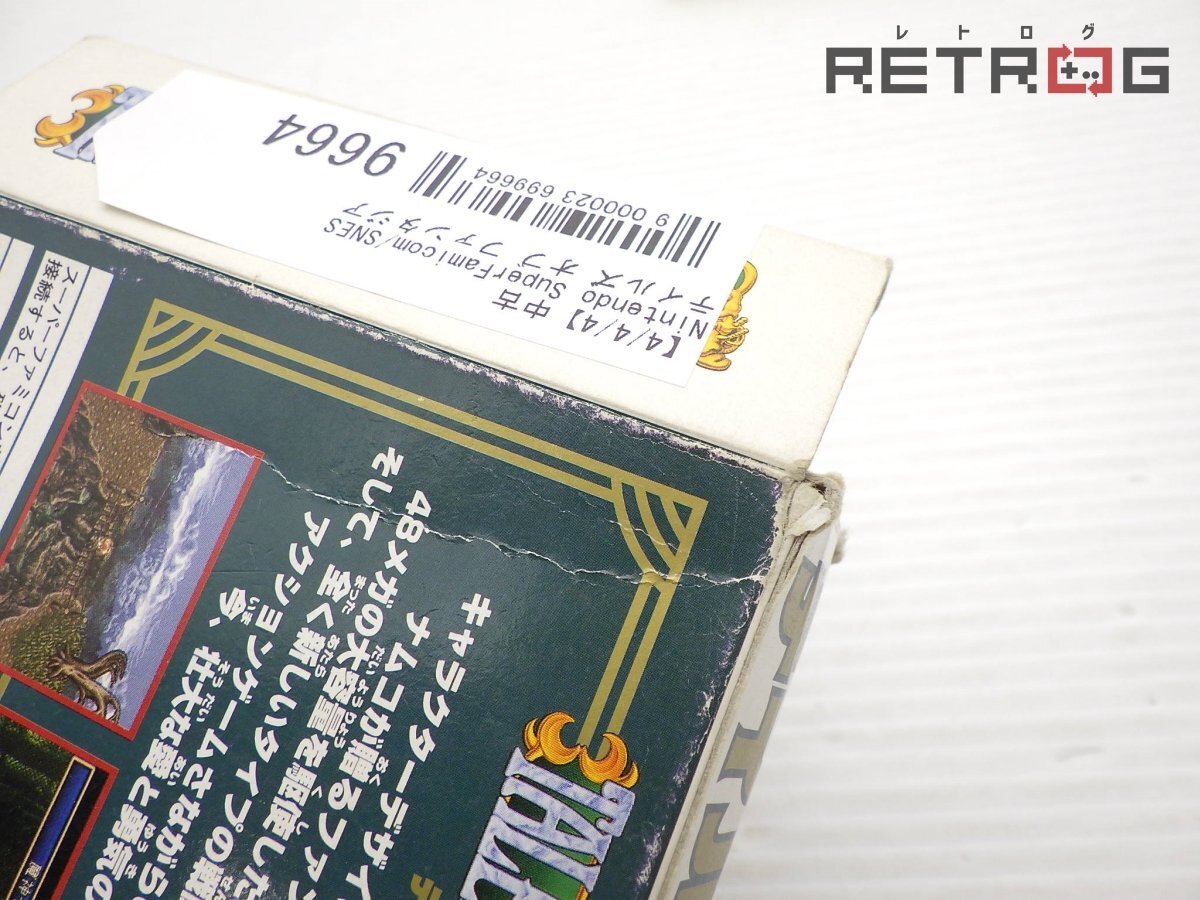 レトログ
RETROG
9664
9 000023 699664
【4/4/4】 中古
Nintendo SuperFamicom/SNES
テイルズ オブ ファンタジア
スーパーファミコン
接続すると、
キャラクターデザイ
ナムコが贈るファン
48メガの大容量を駆使した
そして、全く新しいタイプの戦
アクションゲームさながら
今、壮大な愛と勇気の
TAL
風神